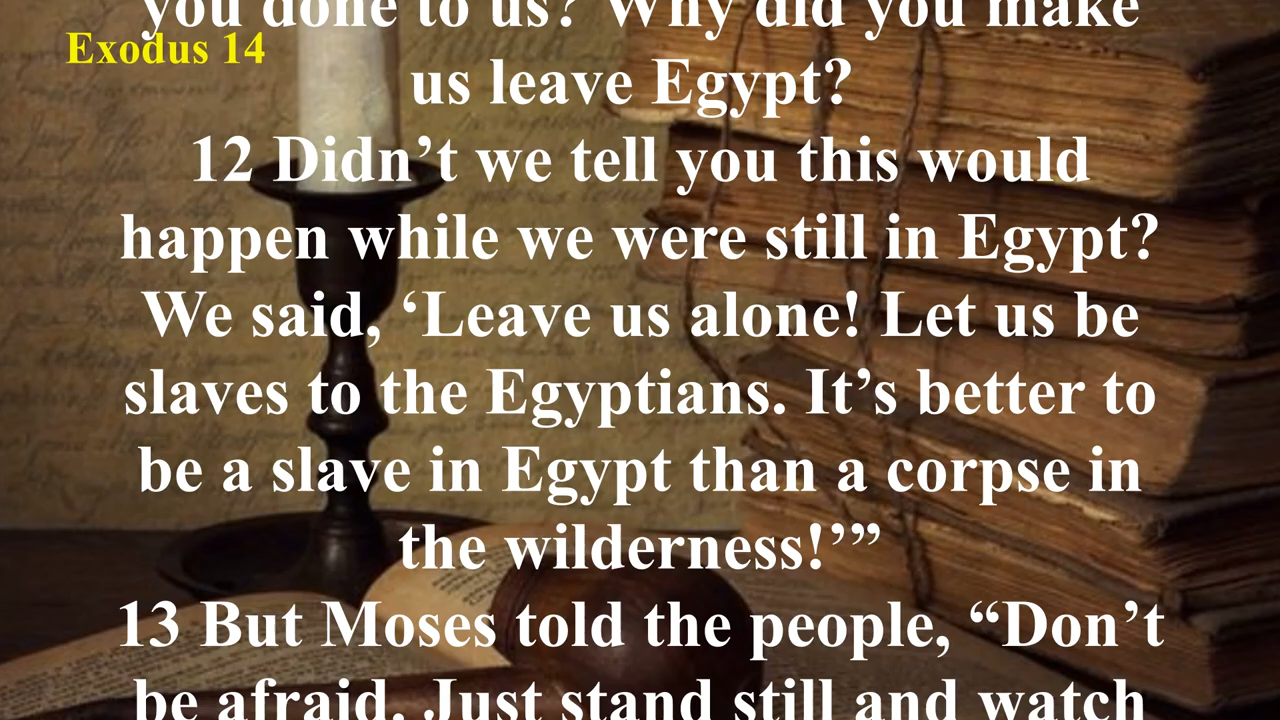 you done to us? Why did you make
Exodus 14
us leave Egypt?
12 Didn’t we tell you this would
happen while we were still in Egypt?
We said, ‘Leave us alone! Let us be
slaves to the Egyptians. It’s better to
be a slave in Egypt than a corpse in
the wilderness!’”
13 But Moses told the people, “Don’t
be afraid. Just stand still and watch